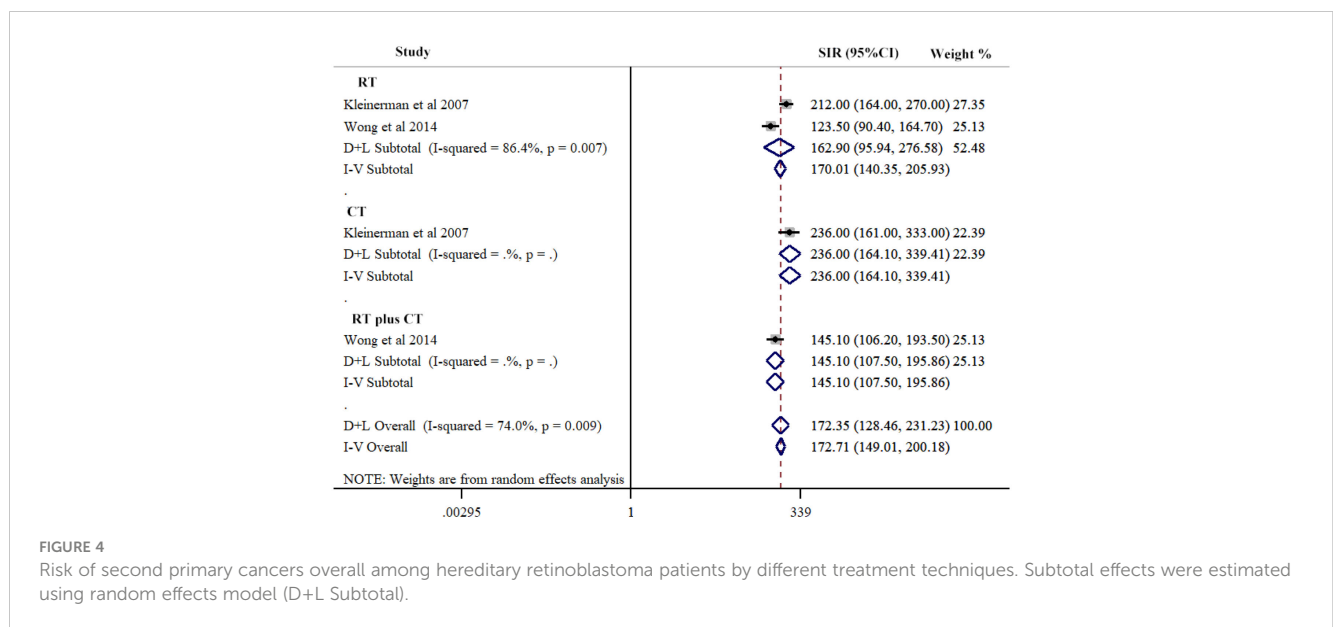 Study SIR (95%CI) Weight %
RT
Kleinerman et al 2007 212.00 (164.00, 270.00) 27.35
Wong et al 2014 123.50 (90.40, 164.70) 25.13
D+L Subtotal (I-squared = 86.4%, p = 0.007) 162.90 (95.94, 276.58) 52.48
I-V Subtotal 170.01 (140.35, 205.93)
.
CT
Kleinerman et al 2007 236.00 (161.00, 333.00) 22.39
D+L Subtotal (I-squared = .%, p = .) 236.00 (164.10, 339.41) 22.39
I-V Subtotal 236.00 (164.10, 339.41)
.
RT plus CT
Wong et al 2014 145.10 (106.20, 193.50) 25.13
D+L Subtotal (I-squared = .%, p = .) 145.10 (107.50, 195.86) 25.13
I-V Subtotal 145.10 (107.50, 195.86)
.
D+L Overall (I-squared = 74.0%, p = 0.009) 172.35 (128.46, 231.23) 100.00
I-V Overall 172.71 (149.01, 200.18)
NOTE: Weights are from random effects analysis
.00295 1 339
FIGURE 4
Risk of second primary cancers overall among hereditary retinoblastoma patients by different treatment techniques. Subtotal effects were estimated
using random effects model (D+L Subtotal).